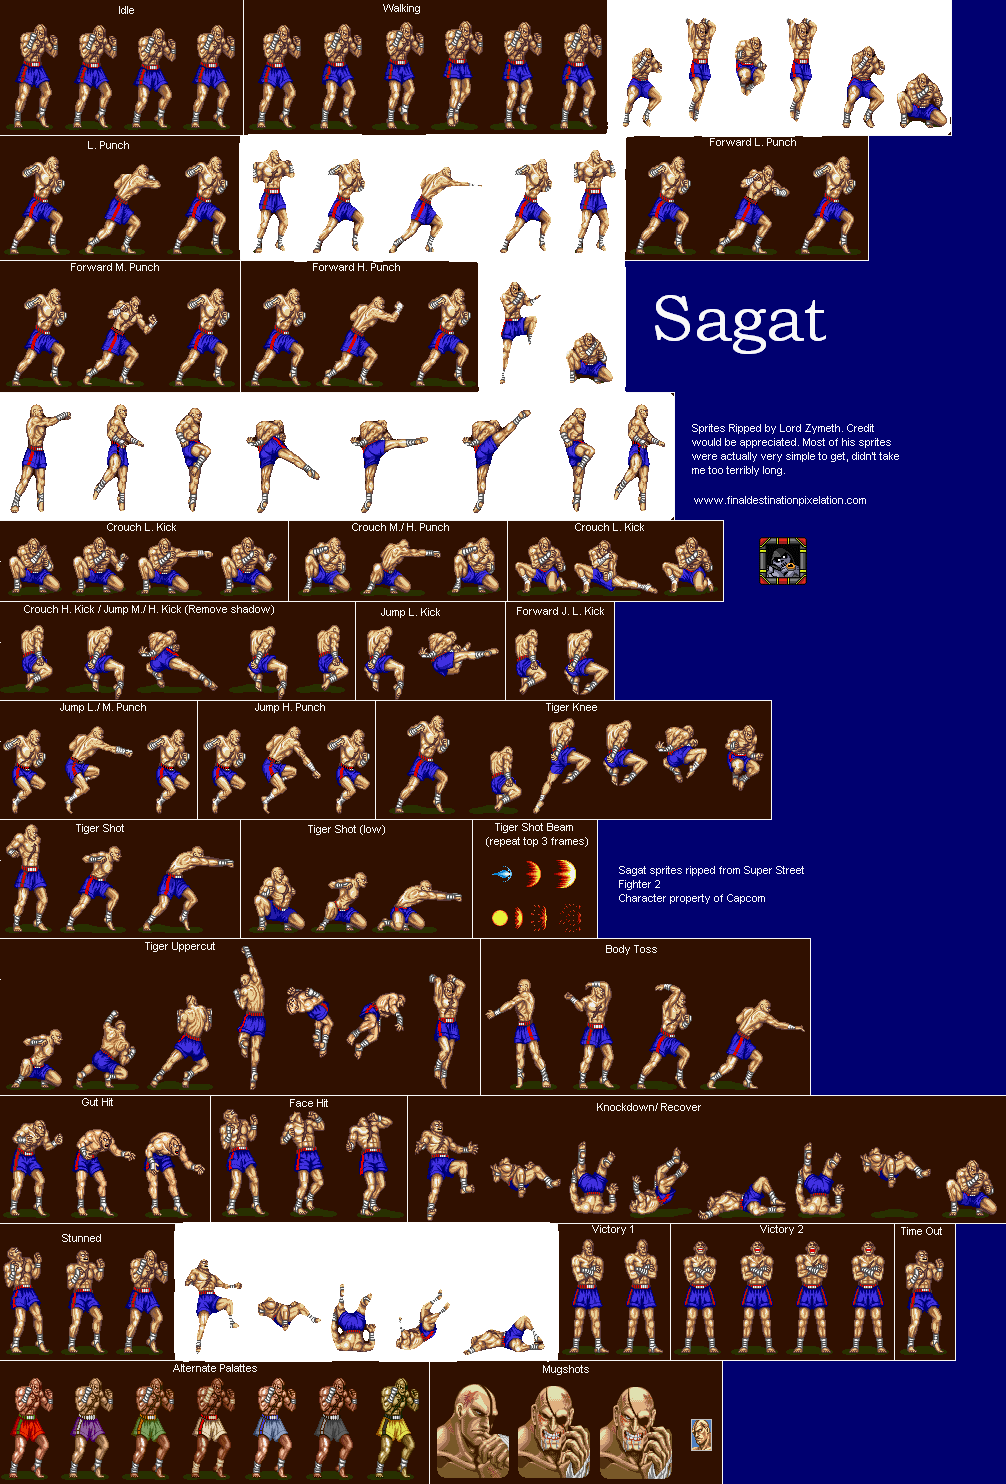 Idle
Walking
L. Punch
Forward L. Punch
Forward M. Punch
Forward H. Punch
Sagat
Sprites Ripped by Lord Zymeth. Credit
would be appreciated. Most of his sprites
were actually very simple to get, didn't take
me too terribly long.
www.finaldestinationpixelation.com
Crouch L. Kick
Crouch M./ H. Punch
Crouch L. Kick
Crouch H. Kick / Jump M./ H. Kick (Remove shadow)
Jump L. Kick
Forward J. L. Kick
Jump L./ M. Punch
Jump H. Punch
Tiger Knee
Tiger Shot
Tiger Shot (low)
Tiger Shot Beam
(repeat top 3 frames)
Sagat sprites ripped from Super Street
Fighter 2
Character property of Capcom
Tiger Uppercut
Body Toss
Gut Hit
Face Hit
Knockdown/ Recover
Stunned
Victory 1
Victory 2
Time Out
Alternate Palattes
Mugshots